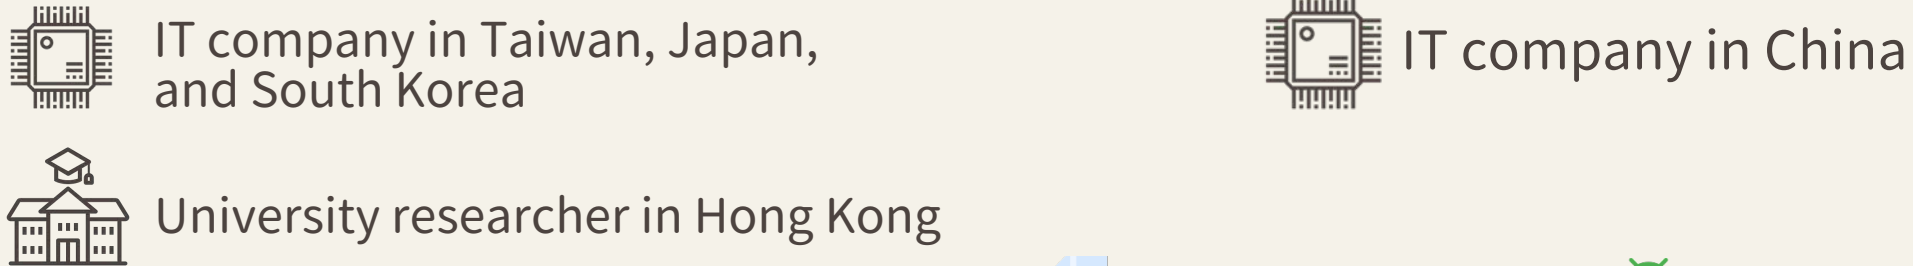 IT company in Taiwan, Japan,
and South Korea
IT company in China
University researcher in Hong Kong